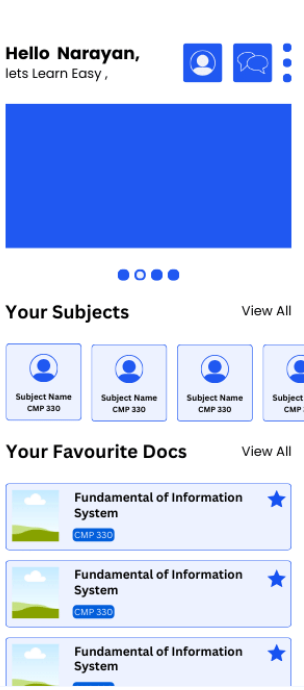 Hello Narayan,
lets Learn Easy ,
Your Subjects
View All
Subject Name
CMP 330
Subject Name
CMP 330
Subject Name
CMP 330
Subject
CMP
Your Favourite Docs
View All
Fundamental of Information
System
CMP 330
Fundamental of Information
System
CMP 330
Fundamental of Information
System